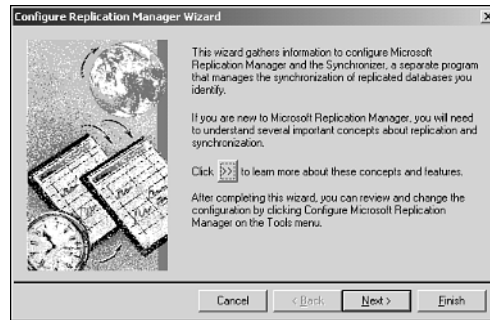 Configure Replication Manager Wizard
This wizard gathers information to configure Microsoft
Replication Manager and the Synchronizer, a separate program
that manages the synchronization of replicated databases you
identify.
If you are new to Microsoft Replication Manager, you will need
to understand several important concepts about replication and
synchronization.
Click >> to learn more about these concepts and features.
After completing this wizard, you can review and change the
configuration by clicking Configure Microsoft Replication
Manager on the Tools menu.
Cancel < Back Next > Finish